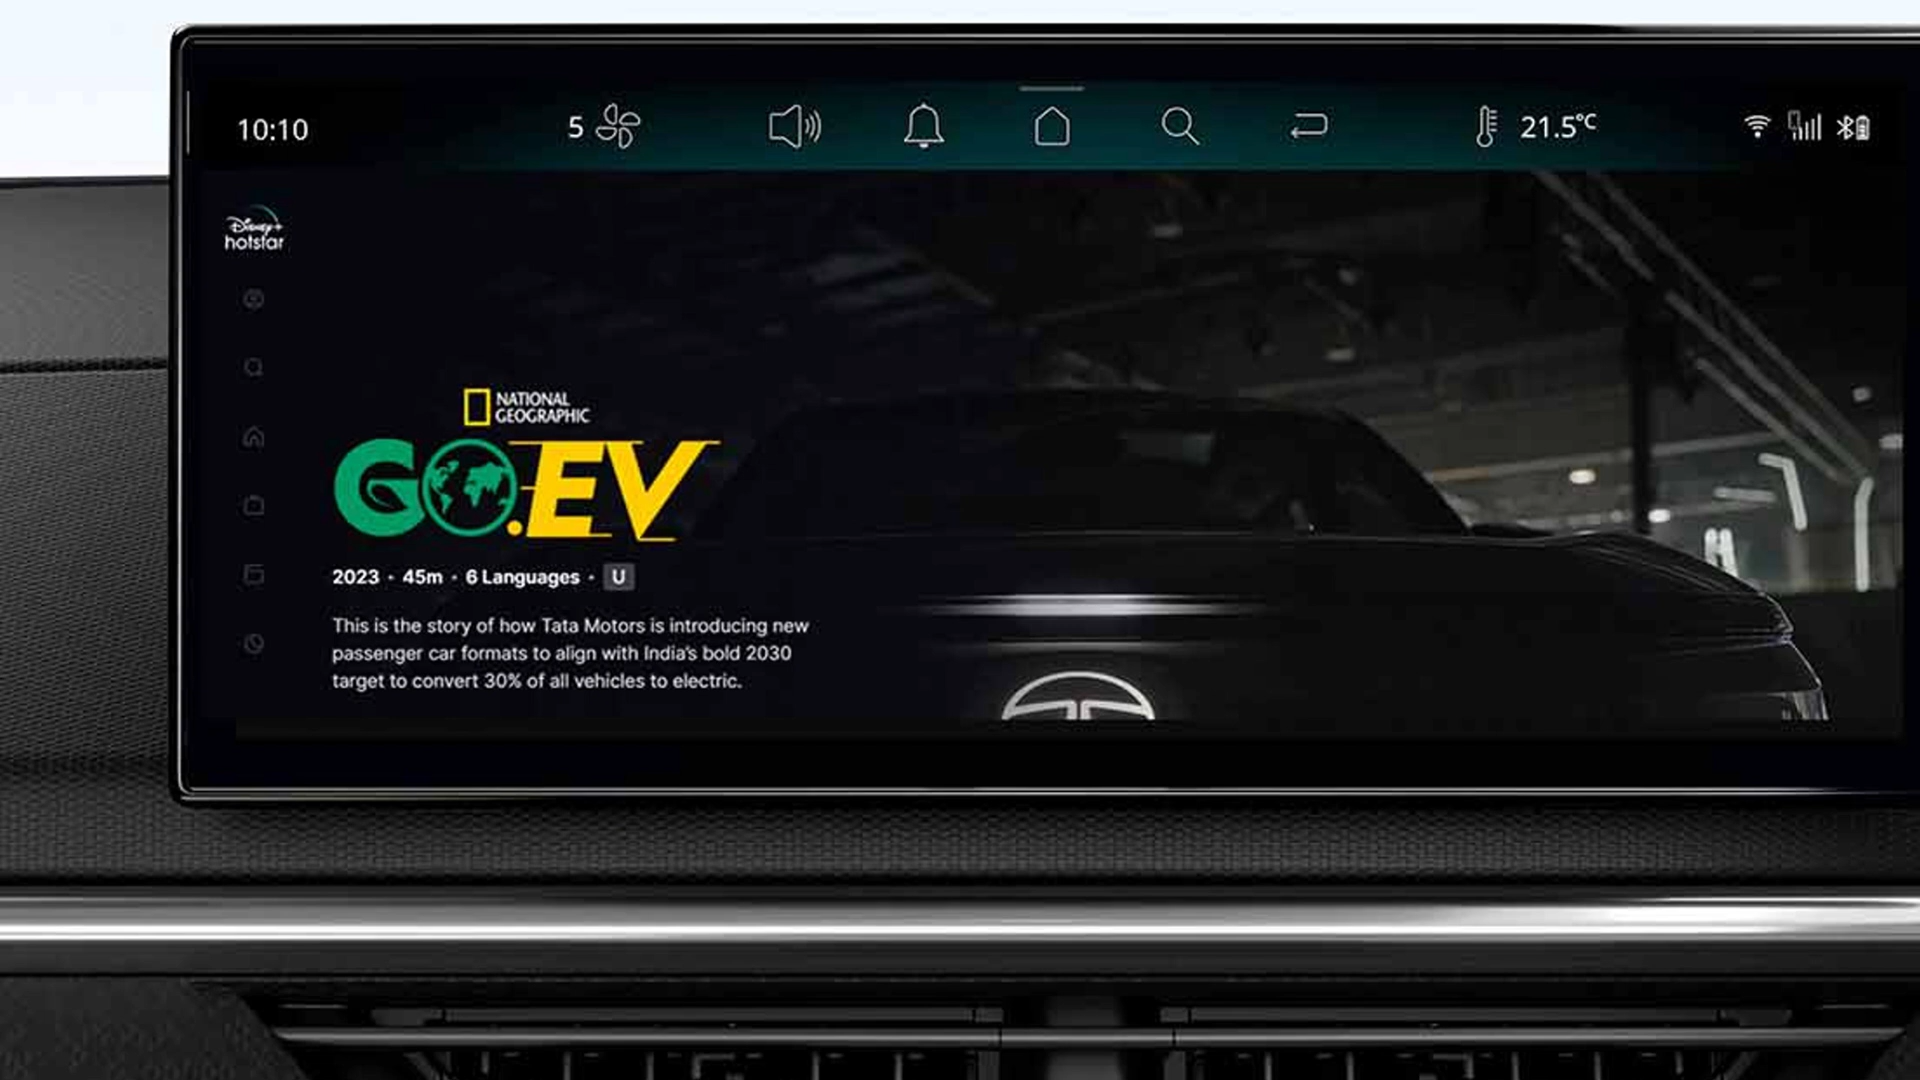 10:10
5
21.5°C
Disney+
hotstar
NATIONAL
GEOGRAPHIC
GO.EV
2023 • 45m • 6 Languages • U
This is the story of how Tata Motors is introducing new
passenger car formats to align with India's bold 2030
target to convert 30% of all vehicles to electric.